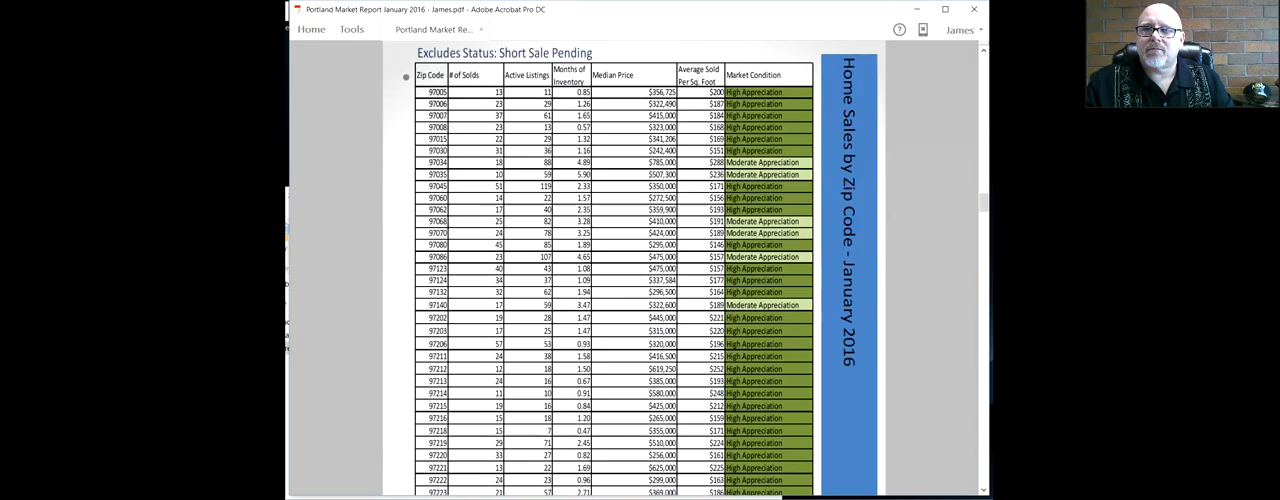 Portland Market Report January 2016 - James.pdf - Adobe Acrobat Pro DC
Home Tools Portland Market Re... × James
Excludes Status: Short Sale Pending
Zip Code # of Solds Active Listings Months of Inventory Median Price Average Sold Per Sq. Foot Market Condition
97005 13 11 0.85 $356,725 $200 High Appreciation
97006 23 29 1.26 $322,490 $187 High Appreciation
97007 37 61 1.65 $415,000 $184 High Appreciation
97008 23 13 0.57 $323,000 $168 High Appreciation
97015 22 29 1.32 $341,206 $169 High Appreciation
97030 31 36 1.16 $242,400 $151 High Appreciation
97034 18 88 4.89 $785,000 $288 Moderate Appreciation
97035 10 59 5.90 $507,300 $236 Moderate Appreciation
97045 51 119 2.33 $350,000 $171 High Appreciation
97060 14 22 1.57 $272,500 $156 High Appreciation
97062 17 40 2.35 $359,900 $193 High Appreciation
97068 25 82 3.28 $410,000 $191 Moderate Appreciation
97070 24 78 3.25 $424,000 $189 Moderate Appreciation
97080 45 85 1.89 $295,000 $146 High Appreciation
97086 23 107 4.65 $475,000 $157 Moderate Appreciation
97123 40 43 1.08 $475,000 $157 High Appreciation
97124 34 37 1.09 $337,584 $177 High Appreciation
97132 32 62 1.94 $296,500 $164 High Appreciation
97140 17 59 3.47 $322,600 $189 Moderate Appreciation
97202 19 28 1.47 $445,000 $221 High Appreciation
97203 17 25 1.47 $315,000 $220 High Appreciation
97206 57 53 0.93 $320,000 $196 High Appreciation
97211 24 38 1.58 $416,500 $215 High Appreciation
97212 12 18 1.50 $619,250 $252 High Appreciation
97213 24 16 0.67 $385,000 $193 High Appreciation
97214 11 10 0.91 $580,000 $248 High Appreciation
97215 19 16 0.84 $425,000 $212 High Appreciation
97216 15 18 1.20 $265,000 $159 High Appreciation
97218 15 7 0.47 $355,000 $171 High Appreciation
97219 29 71 2.45 $510,000 $224 High Appreciation
97220 33 27 0.82 $256,000 $161 High Appreciation
97221 13 22 1.69 $625,000 $225 High Appreciation
97222 24 23 0.96 $299,000 $163 High Appreciation
97223 21 57 2.71 $369,000 $186 High Appreciation
Home Sales by Zip Code - January 2016